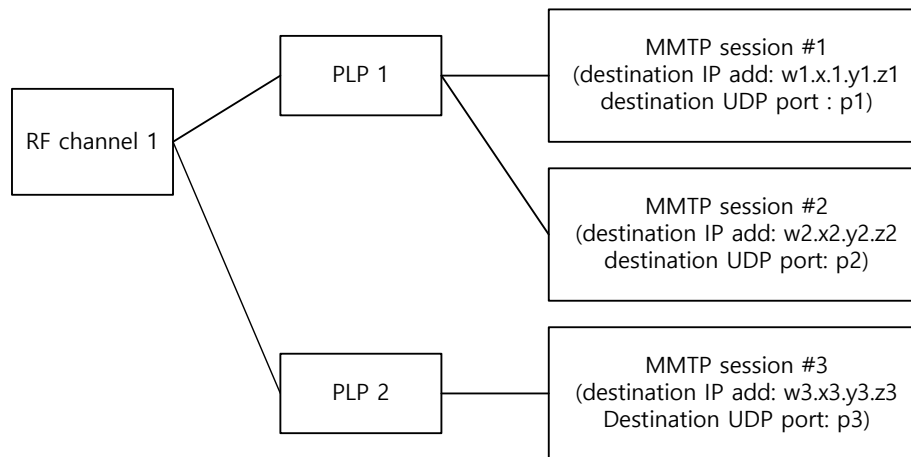 RF channel 1
PLP 1
MMTP session #1
(destination IP add: w1.x.1.y1.z1
destination UDP port : p1)
MMTP session #2
(destination IP add: w2.x2.y2.z2
destination UDP port: p2)
PLP 2
MMTP session #3
(destination IP add: w3.x3.y3.z3
Destination UDP port: p3)